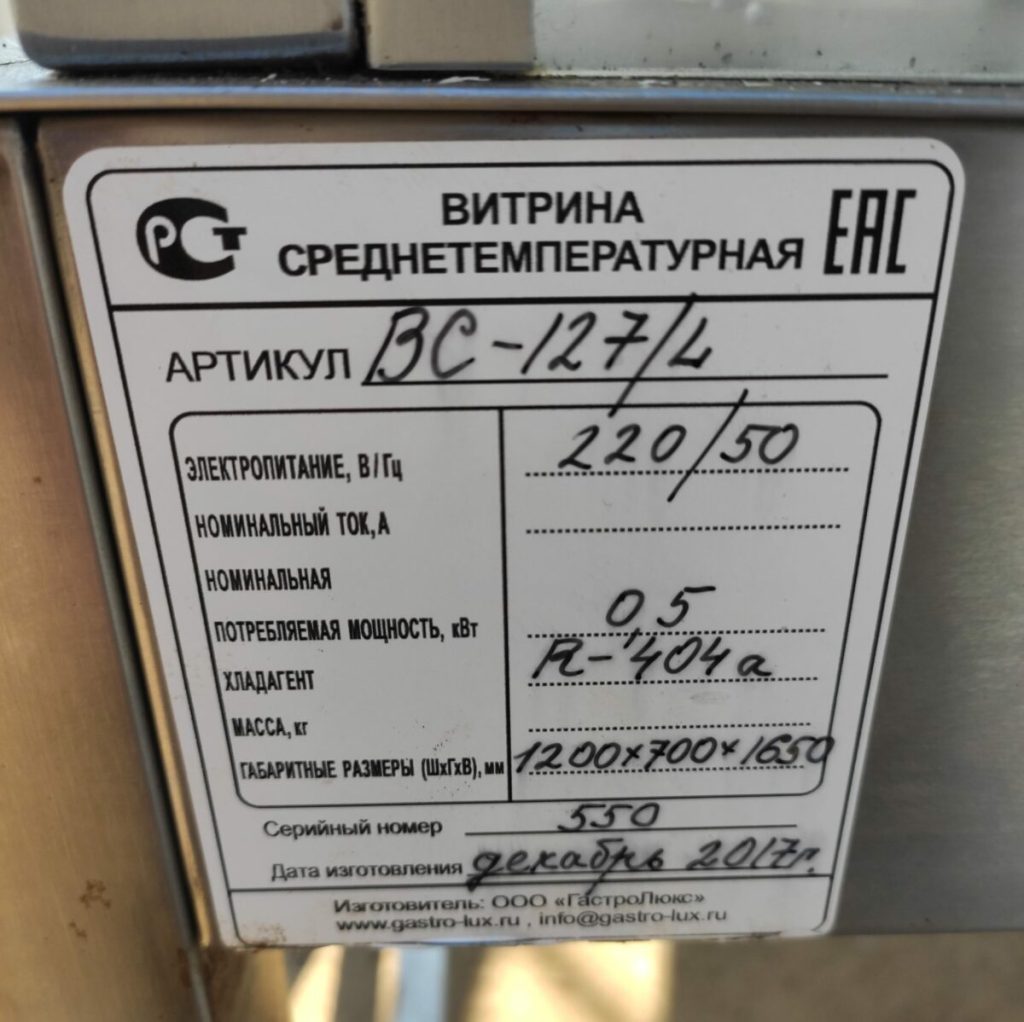 РСТ ВИТРИНА EAC
СРЕДНЕТЕМПЕРАТУРНАЯ
АРТИКУЛ ВС-127/L
ЭЛЕКТРОПИТАНИЕ, В/Гц 220/50
НОМИНАЛЬНЫЙ ТОК, А
НОМИНАЛЬНАЯ
ПОТРЕБЛЯЕМАЯ МОЩНОСТЬ, кВт 0,5
ХЛАДАГЕНТ R-404a
МАССА, кг
ГАБАРИТНЫЕ РАЗМЕРЫ (ШхГхВ), мм 1200×700×1650
Серийный номер 550
Дата изготовления декабрь 2017г.
Изготовитель: ООО «ГастроЛюкс»
www.gastro-lux.ru , info@gastro-lux.ru